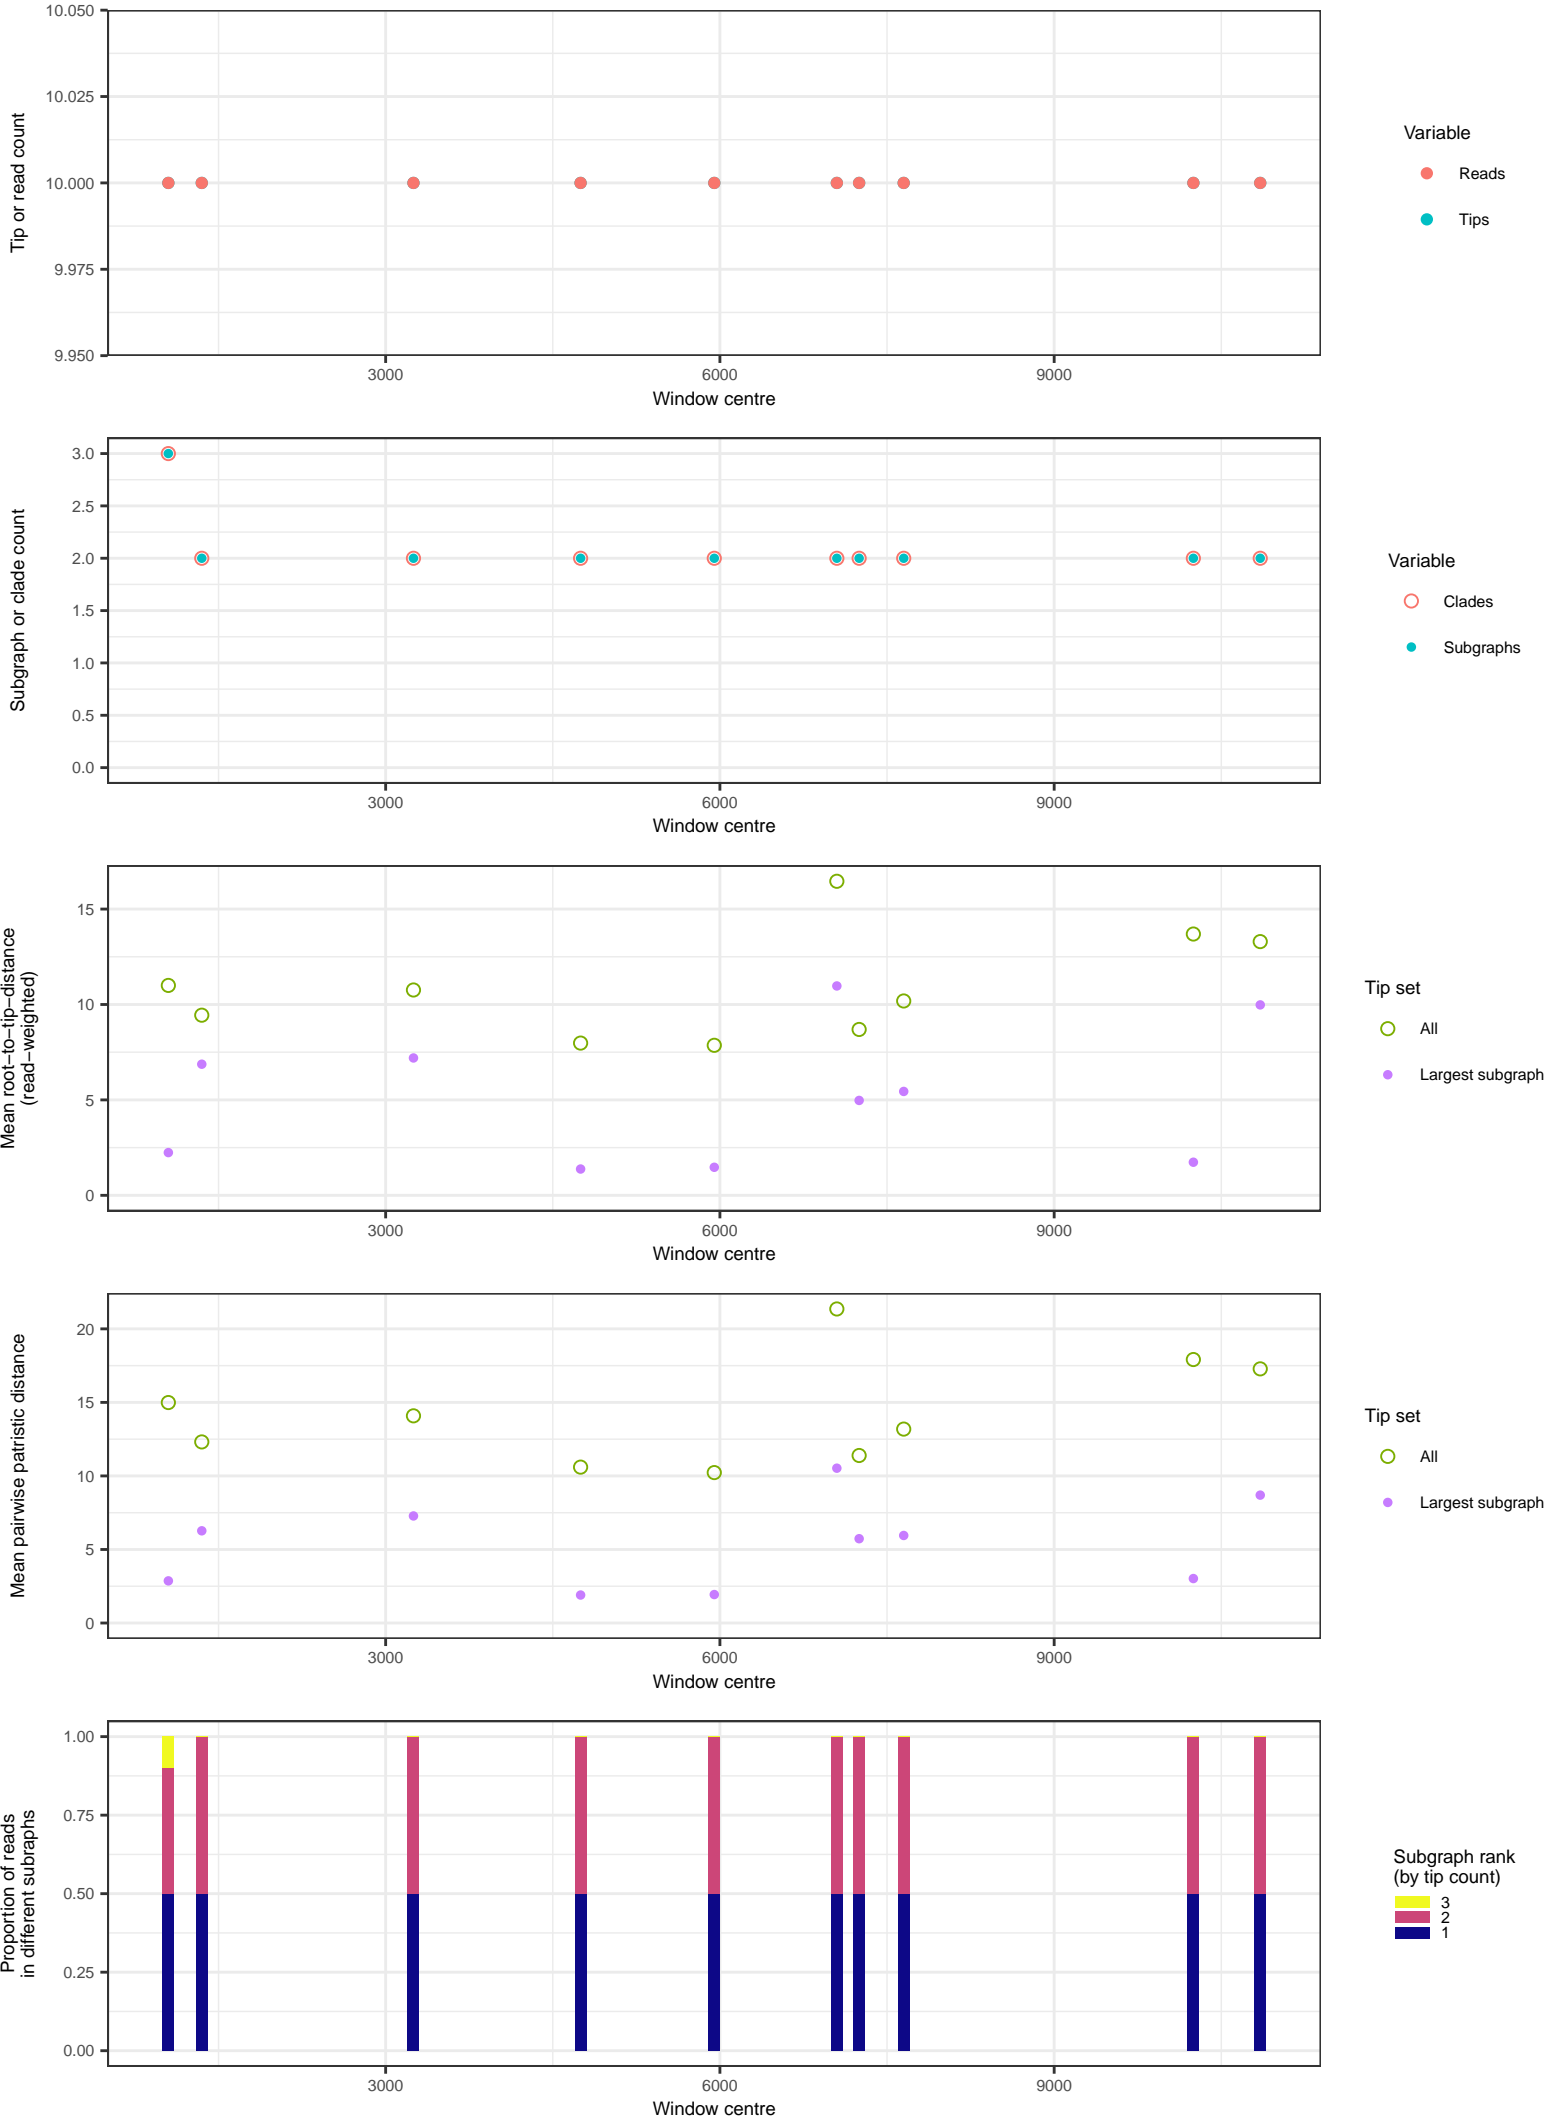 10.050
10.025
10.000
9.975
9.950
Tip or read count
3000
6000
9000
Window centre
Variable
Reads
Tips
3.0
2.5
2.0
1.5
1.0
0.5
0.0
Subgraph or clade count
3000
6000
9000
Window centre
Variable
Clades
Subgraphs
15
10
5
0
Mean root−to−tip−distance
(read−weighted)
3000
6000
9000
Window centre
Tip set
All
Largest subgraph
20
15
10
5
0
Mean pairwise patristic distance
3000
6000
9000
Window centre
Tip set
All
Largest subgraph
1.00
0.75
0.50
0.25
0.00
Proportion of reads
in different subraphs
3000
6000
9000
Window centre
Subgraph rank
(by tip count)
3
2
1